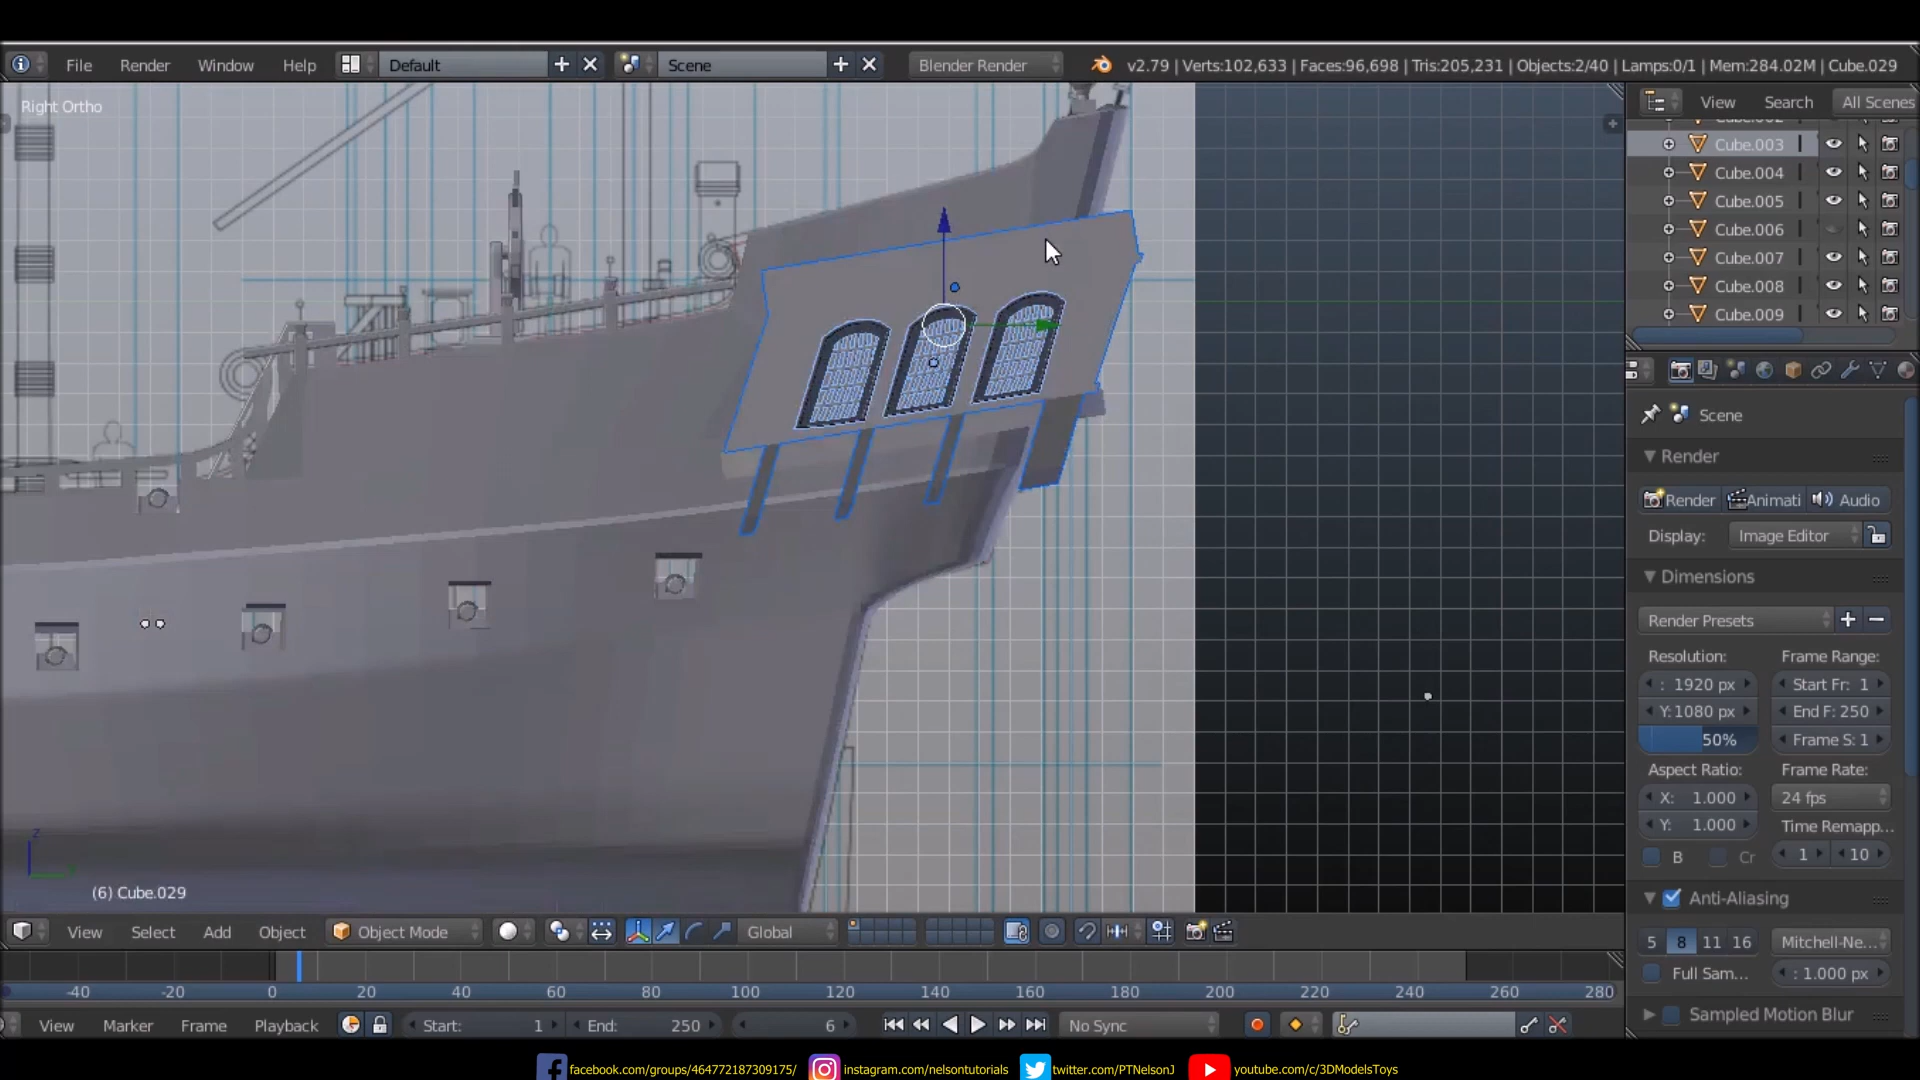 File Render Window Help Default Scene Blender Render v2.79 | Verts:102,633 | Faces:96,698 | Tris:205,231 | Objects:2/40 | Lamps:0/1 | Mem:284.02M | Cube.029
Right Ortho
View Search All Scenes
Cube.002
Cube.003
Cube.004
Cube.005
Cube.006
Cube.007
Cube.008
Cube.009
Scene
Render
Render Animati Audio
Display: Image Editor
Dimensions
Render Presets
Resolution: Frame Range:
: 1920 px Start Fr: 1
Y:1080 px End F: 250
50% Frame S: 1
Aspect Ratio: Frame Rate:
X: 1.000 24 fps
Y: 1.000 Time Remapp...
B Cr 1 10
Anti-Aliasing
5 8 11 16 Mitchell-Ne...
Full Sam... : 1.000 px
Sampled Motion Blur
z
(6) Cube.029
View Select Add Object Object Mode Global
-40 -20 0 20 40 60 80 100 120 140 160 180 200 220 240 260 280
View Marker Frame Playback Start: 1 End: 250 6 No Sync
facebook.com/groups/464772187309175/ instagram.com/nelsontutorials twitter.com/PTNelsonJ youtube.com/c/3DModelsToys